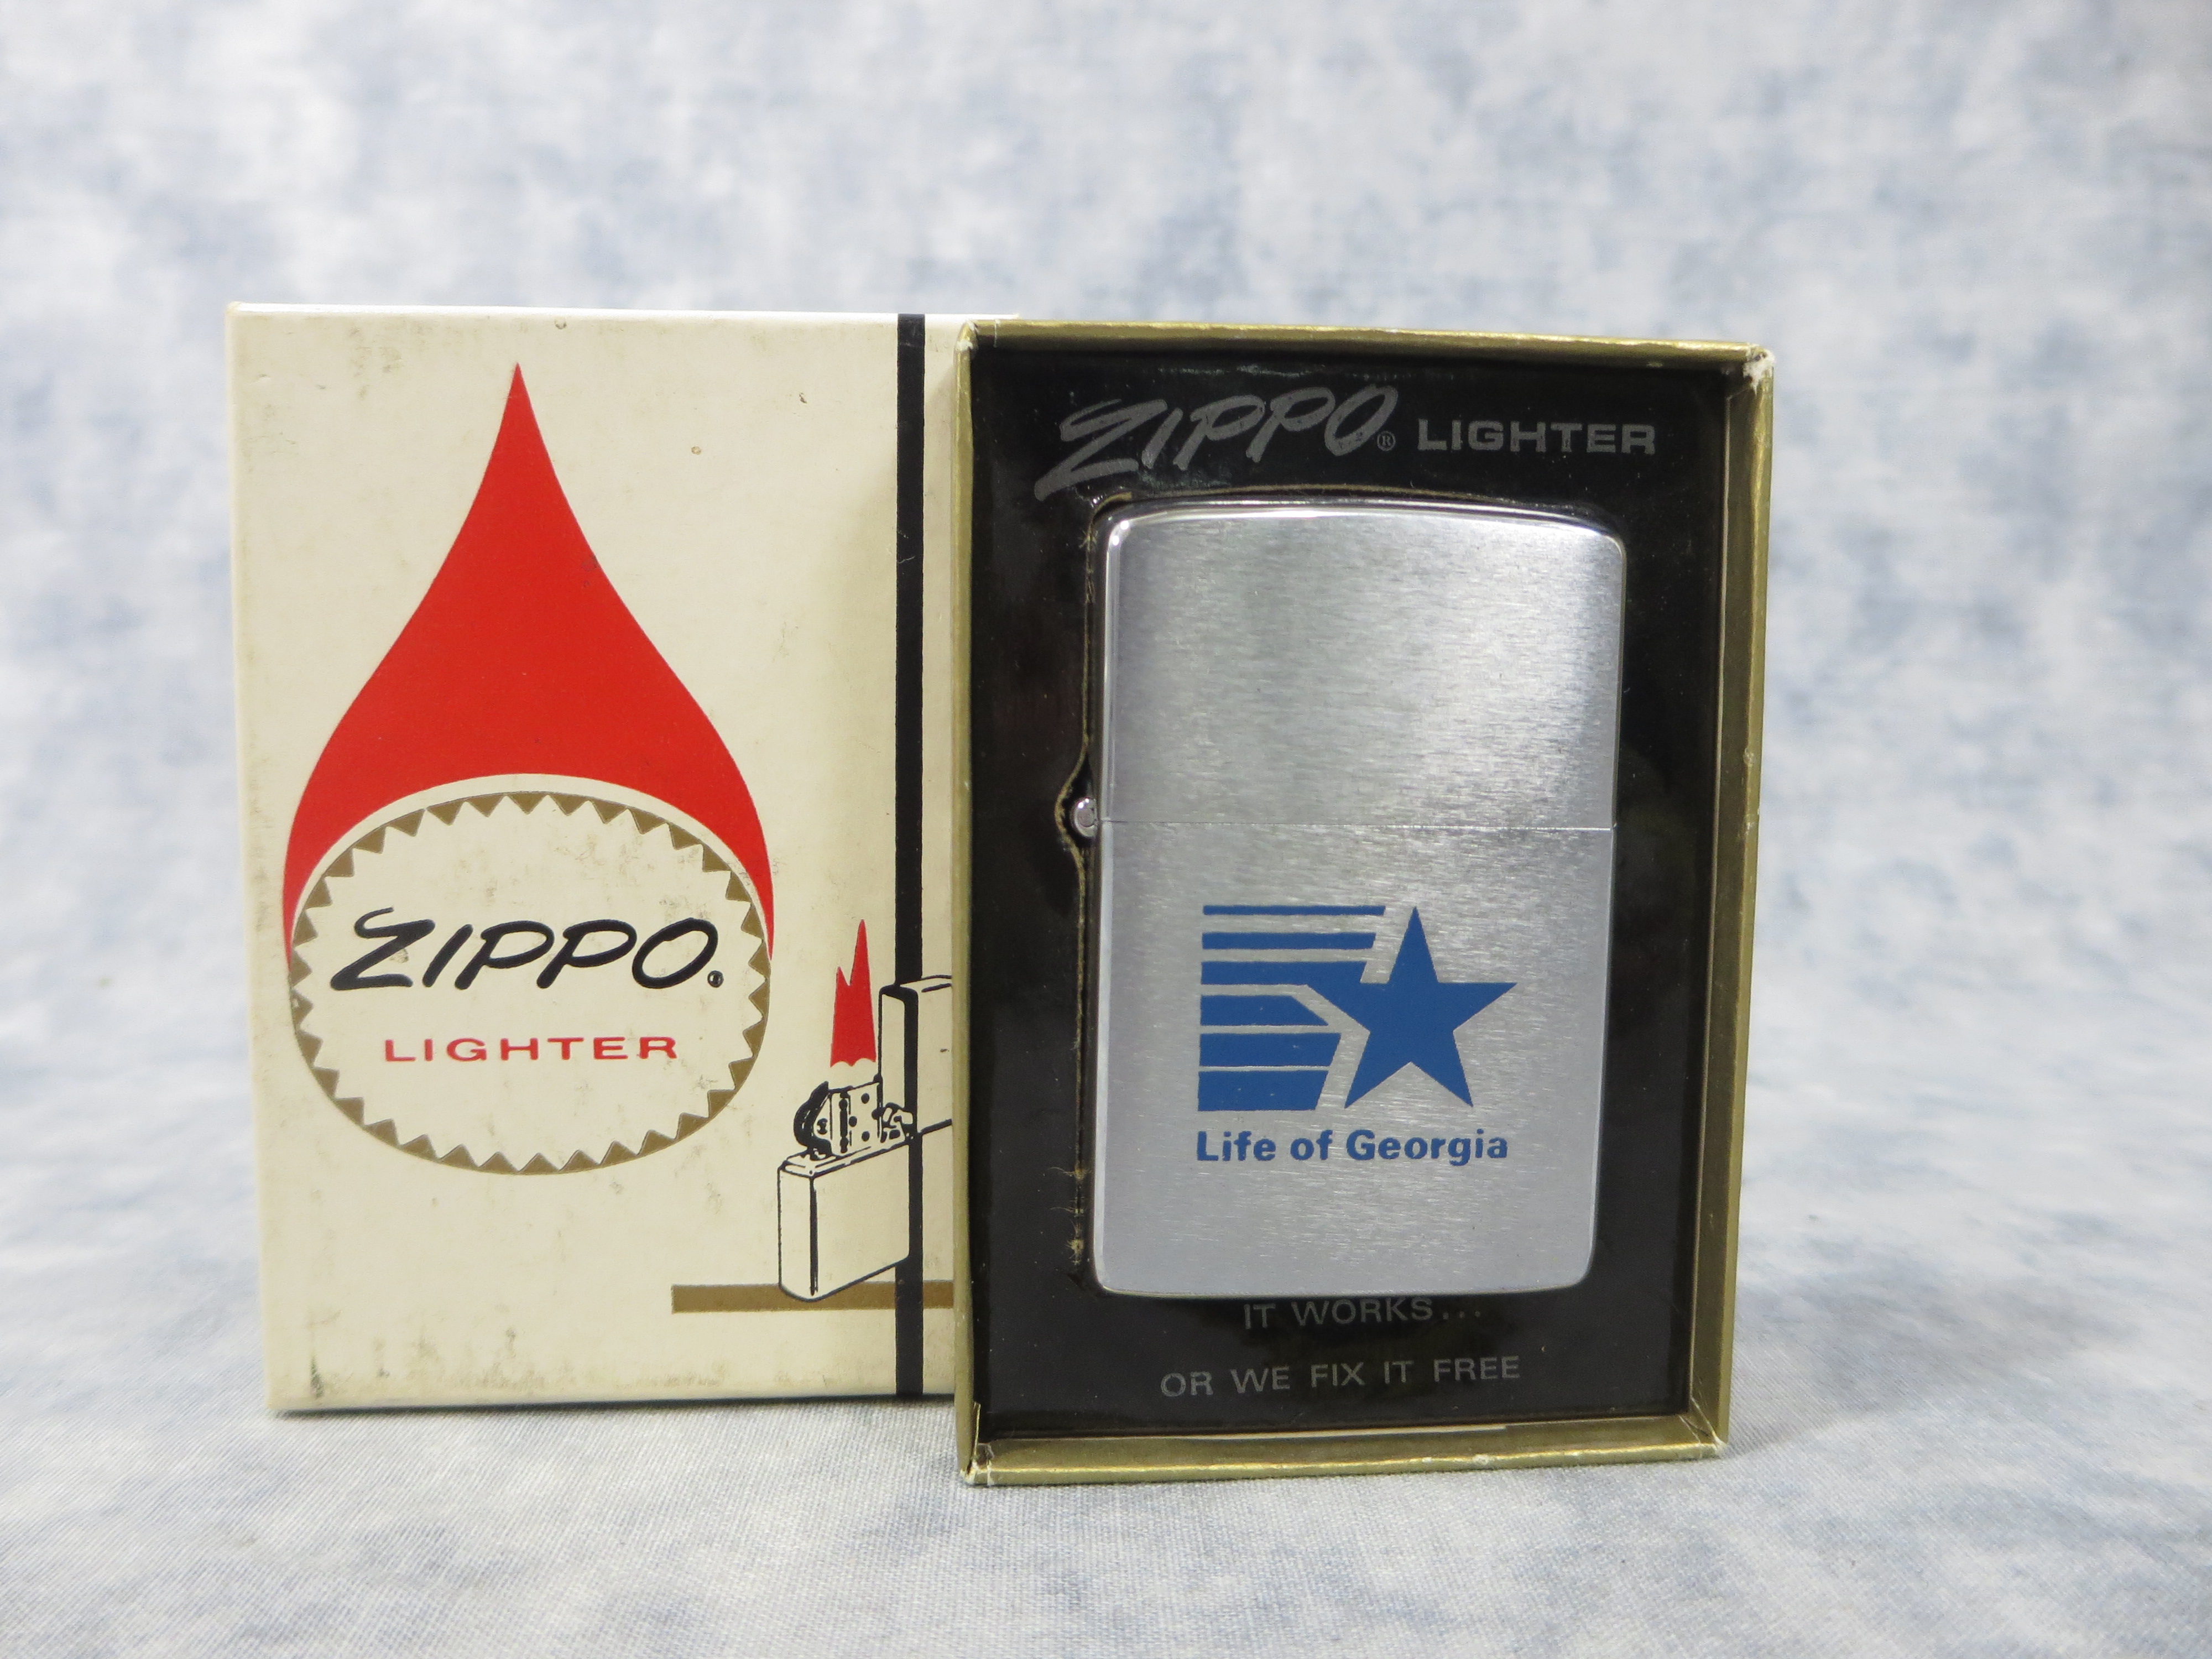 ZIPPO®
LIGHTER
ZIPPO® LIGHTER
Life of Georgia
IT WORKS...
OR WE FIX IT FREE